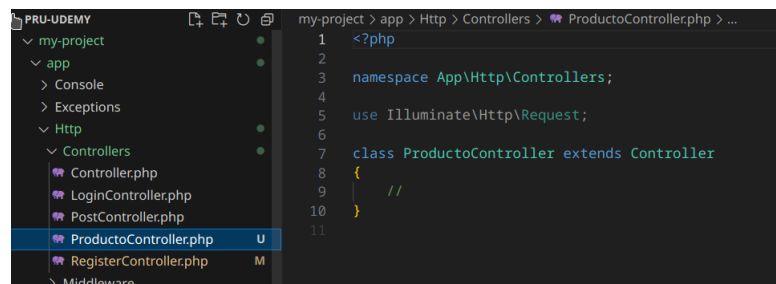 PRU-UDEMY
my-project
app
Console
Exceptions
Http
Controllers
Controller.php
LoginController.php
PostController.php
ProductoController.php U
RegisterController.php M
Middleware
my-project > app > Http > Controllers > ProductoController.php > ...
1 <?php
2
3 namespace App\Http\Controllers;
4
5 use Illuminate\Http\Request;
6
7 class ProductoController extends Controller
8 {
9 //
10 }
11